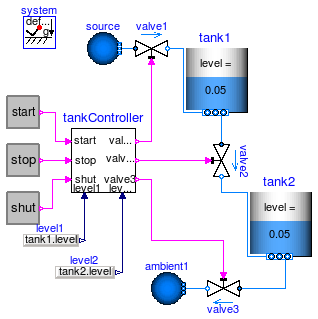 system
def...
g
source
valve1
tank1
level =
0.05
start
stop
shut
tankController
start
stop
shut
level1
val...
valv...
valve3
lev...
valve2
level1
tank1.level
level2
tank2.level
tank2
level =
0.05
ambient1
valve3